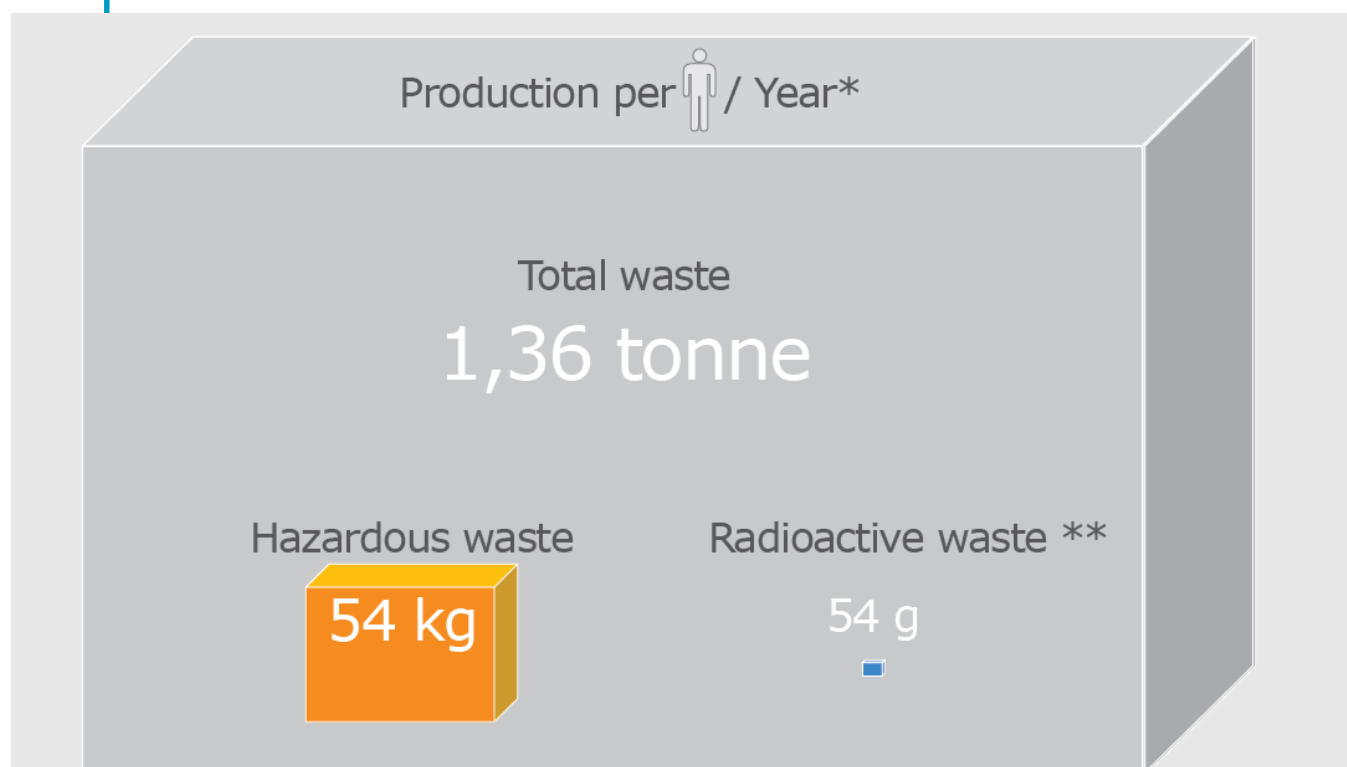 Production per / Year*
Total waste
1,36 tonne
Hazardous waste
Radioactive waste **
54 kg
54 g